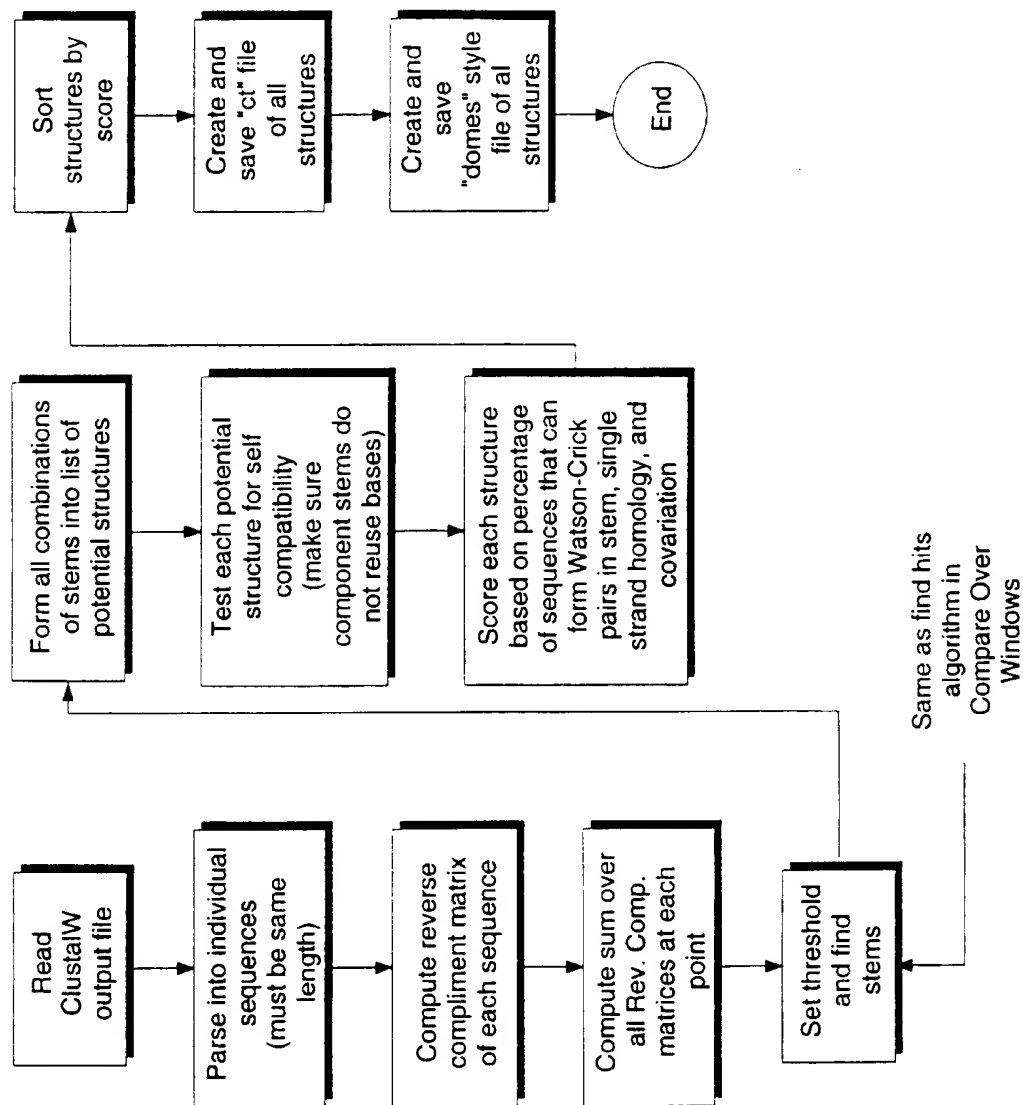 Read
ClustalW
output file
Parse into individual
sequences
(must be same
length)
Compute reverse
compliment matrix
of each sequence
Compute sum over
all Rev. Comp.
matrices at each
point
Set threshold
and find
stems
Same as find hits
algorithm in
Compare Over
Windows
Form all combinations
of stems into list of
potential structures
Test each potential
structure for self
compatibility
(make sure
component stems do
not reuse bases)
Score each structure
based on percentage
of sequences that can
form Watson-Crick
pairs in stem, single
strand homology, and
covariation
Sort
structures by
score
Create and
save "ct" file
of all
structures
Create and
save
"domes" style
file of al
structures
End